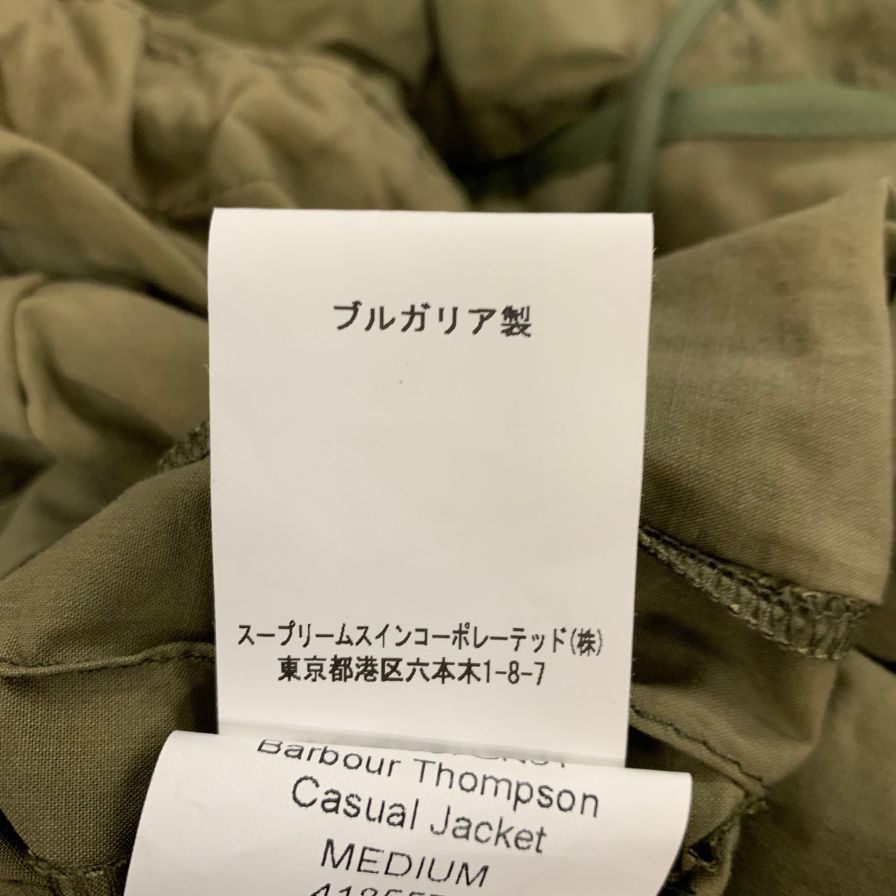 ブルガリア製
スープリームスインコーポレーテッド(株)
東京都港区六本木1-8-7
Barbour Thompson
Casual Jacket
MEDIUM